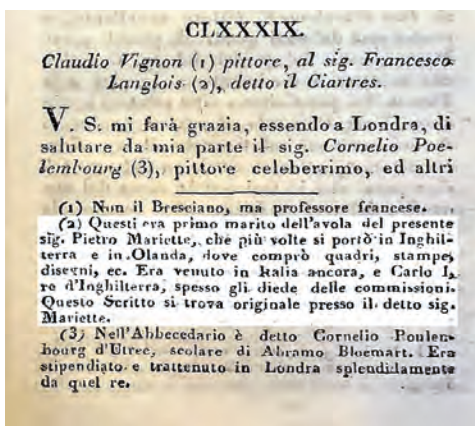 CLXXXIX.
Claudio Vignon (1) pittore, al sig. Francesco
Langlois (2), detto il Ciartres.
V. S. mi farà grazia, essendo a Londra, di
salutare da mia parte il sig. Cornelio Poe-
lembourg (3), pittore celeberrimo, ed altri
(1) Non il Bresciano, ma professore francese.
(2) Questi era primo marito dell'avola del presente
sig. Pietro Mariette, che più volte si portò in Inghil-
terra e in Olanda, dove comprò quadri, stampe,
disegni, ec. Era venuto in Italia ancora, e Carlo I,
re d'Inghilterra, spesso gli diede delle commissioni.
Questo Scritto si trova originale presso il detto sig.
Mariette.
(3) Nell'Abbecedario è detto Cornelio Poulen-
bourg d'Utrec, scolare di Abramo Bloemart. Era
stipendiato e trattenuto in Londra splendidamente
da quel re.